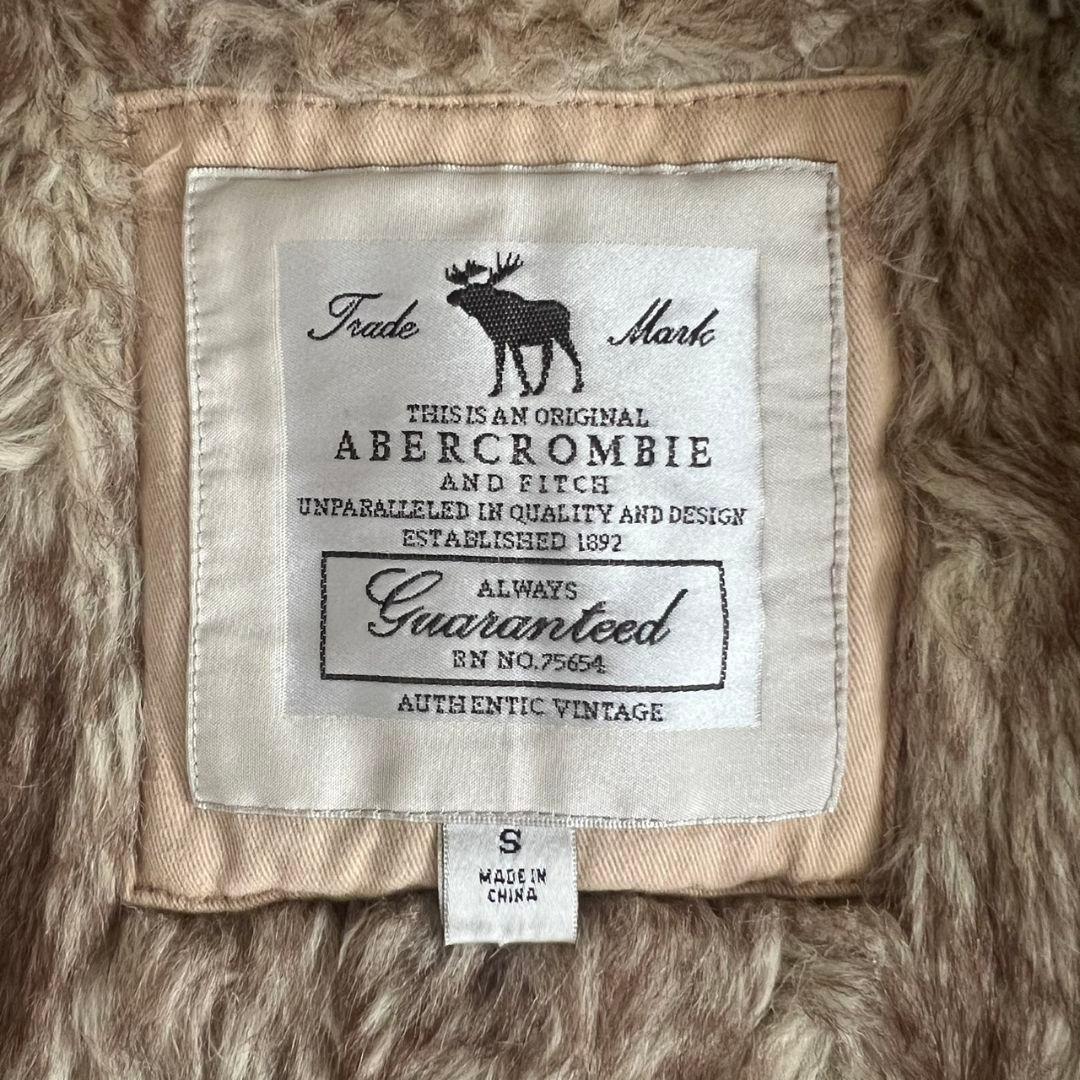 Trade Mark
THIS IS AN ORIGINAL
ABERCROMBIE
AND FITCH
UNPARALLELED IN QUALITY AND DESIGN
ESTABLISHED 1892
ALWAYS
Guaranteed
RN NO.75654
AUTHENTIC VINTAGE
S
MADE IN
CHINA